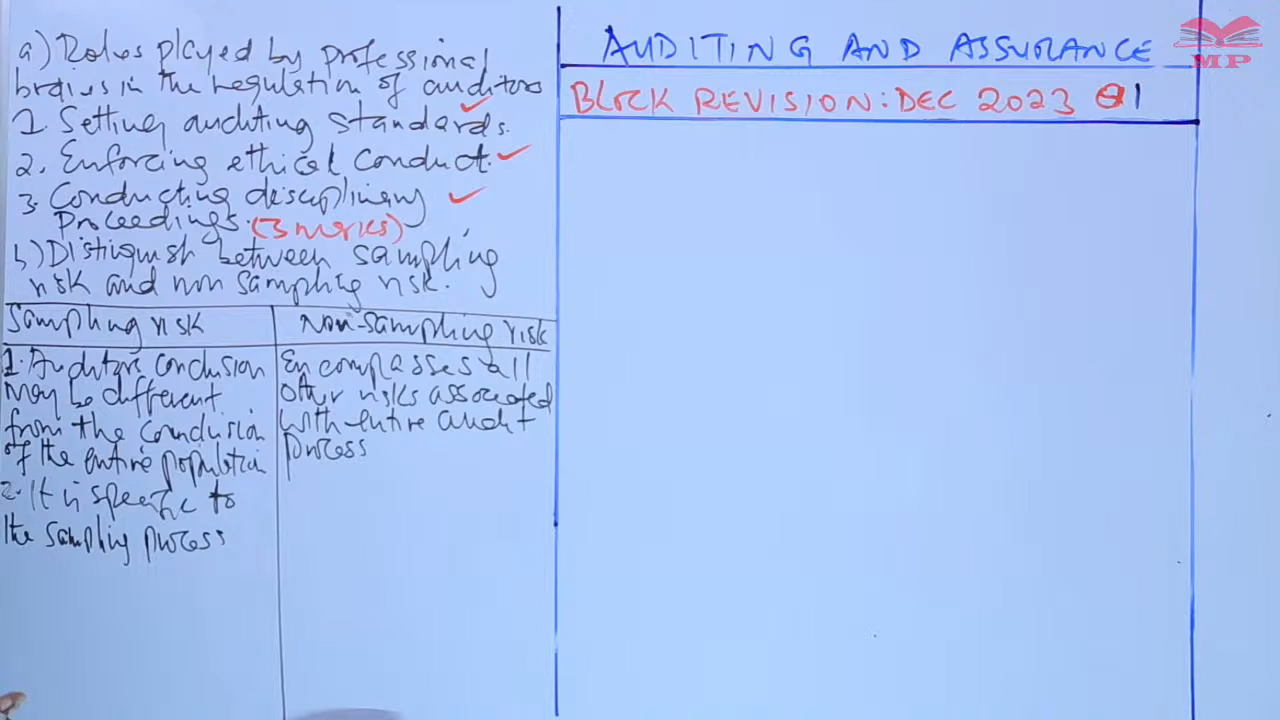 a) Roles played by professional
bodies in the regulation of auditors
1. Setting auditing standards.
2. Enforcing ethical conduct.
3. Conducting disciplinary
Proceedings. (3 marks)
b) Distinguish between sampling
risk and non sampling risk.
Sampling risk
1. Auditors conclusion
may be different
from the conclusion
of the entire population
2. It is specific to
the sampling process
Non-sampling risk
Encompasses all
other risks associated
with entire audit
process
AUDITING AND ASSURANCE
BLOCK REVISION: DEC 2023 Q1
MP